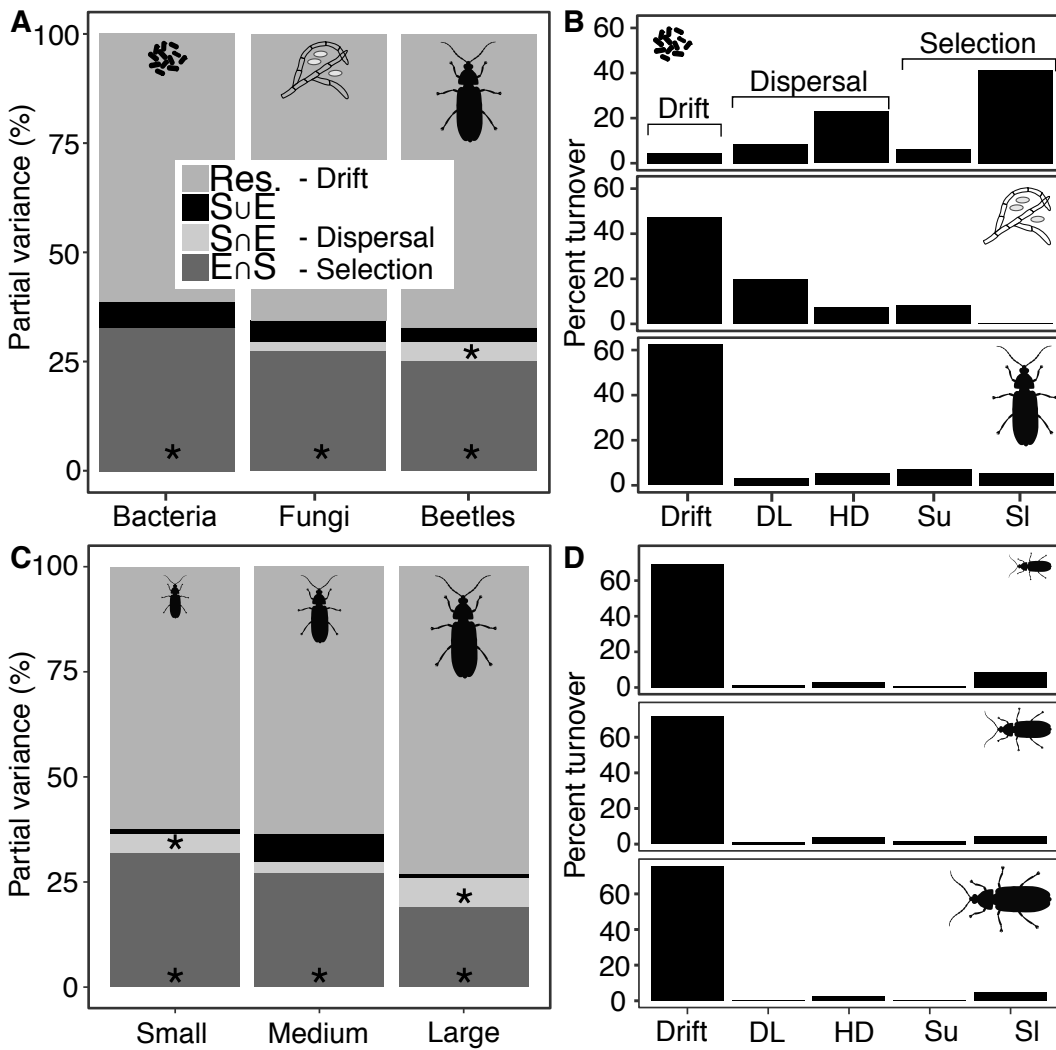 A
100
75
50
25
0
Partial variance (%)
Res. - Drift
S∪E
S∩E - Dispersal
E∩S - Selection
*
*
*
*
Bacteria Fungi Beetles
B
60
40
20
0
Drift
Dispersal
Selection
60
40
20
0
60
40
20
0
Percent turnover
Drift DL HD Su Sl
C
100
75
50
25
0
Partial variance (%)
*
*
*
*
*
Small Medium Large
D
60
40
20
0
60
40
20
0
60
40
20
0
Percent turnover
Drift DL HD Su Sl